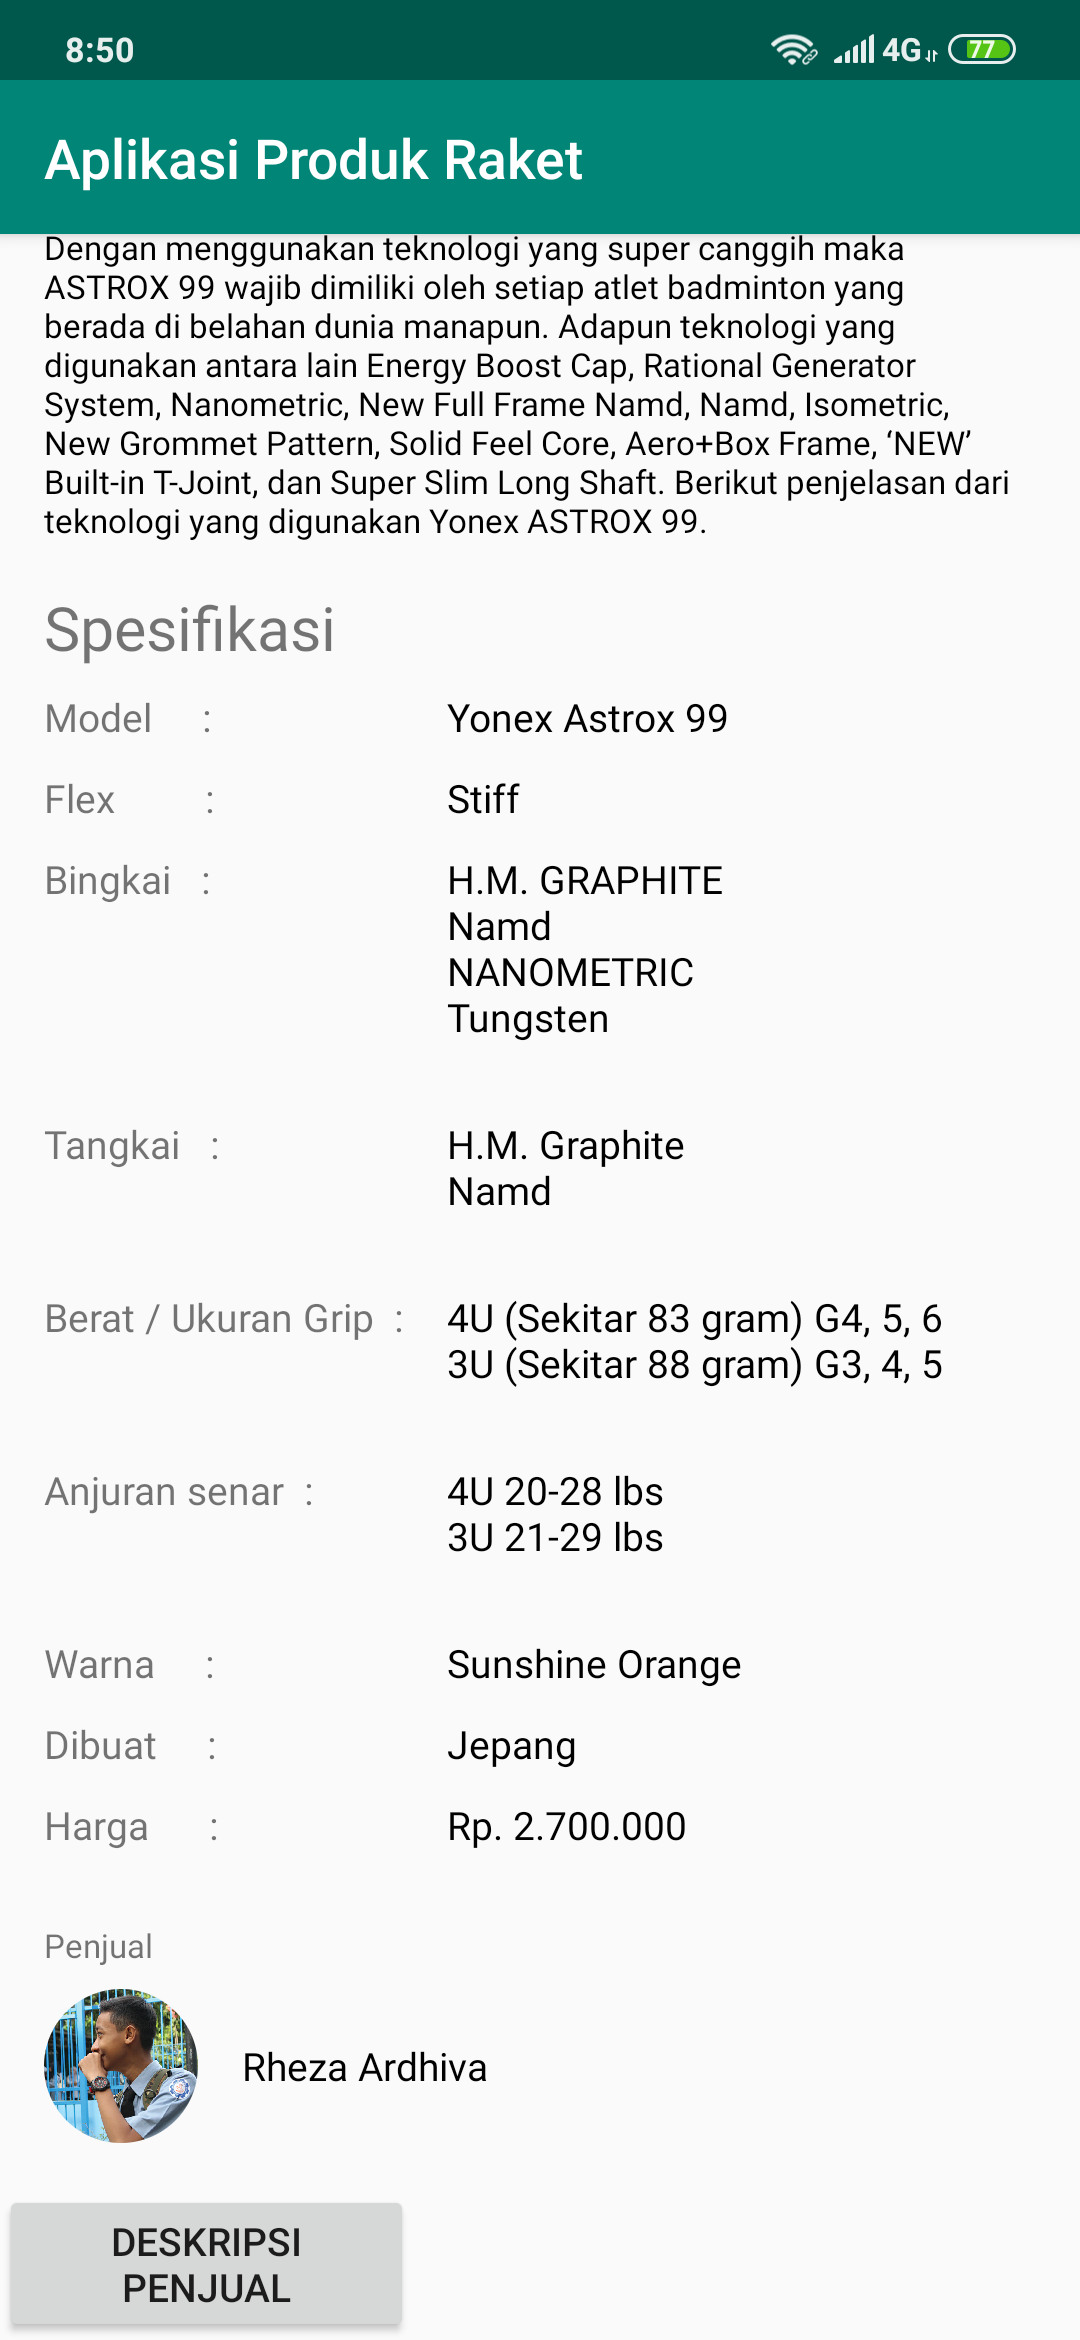 8:50
4G
77
Aplikasi Produk Raket
Dengan menggunakan teknologi yang super canggih maka
ASTROX 99 wajib dimiliki oleh setiap atlet badminton yang
berada di belahan dunia manapun. Adapun teknologi yang
digunakan antara lain Energy Boost Cap, Rational Generator
System, Nanometric, New Full Frame Namd, Namd, Isometric,
New Grommet Pattern, Solid Feel Core, Aero+Box Frame, ‘NEW’
Built-in T-Joint, dan Super Slim Long Shaft. Berikut penjelasan dari
teknologi yang digunakan Yonex ASTROX 99.
Spesifikasi
Model : Yonex Astrox 99
Flex : Stiff
Bingkai : H.M. GRAPHITE
Namd
NANOMETRIC
Tungsten
Tangkai : H.M. Graphite
Namd
Berat / Ukuran Grip : 4U (Sekitar 83 gram) G4, 5, 6
3U (Sekitar 88 gram) G3, 4, 5
Anjuran senar : 4U 20-28 lbs
3U 21-29 lbs
Warna : Sunshine Orange
Dibuat : Jepang
Harga : Rp. 2.700.000
Penjual
Rheza Ardhiva
DESKRIPSI
PENJUAL